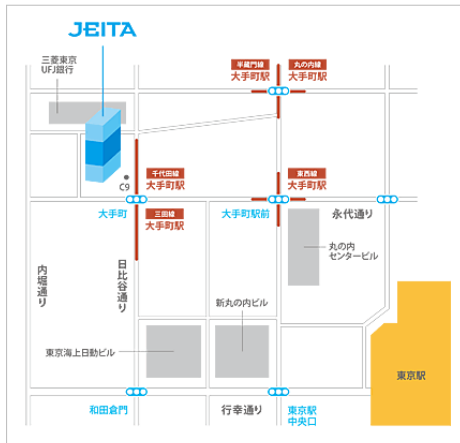 JEITA
三菱東京
UFJ銀行
半蔵門線
大手町駅
丸の内線
大手町駅
C9
千代田線
大手町駅
東西線
大手町駅
大手町
三田線
大手町駅
大手町駅前
永代通り
内堀通り
日比谷通り
丸の内
センタービル
新丸の内ビル
東京海上日動ビル
東京駅
和田倉門
行幸通り
東京駅
中央口